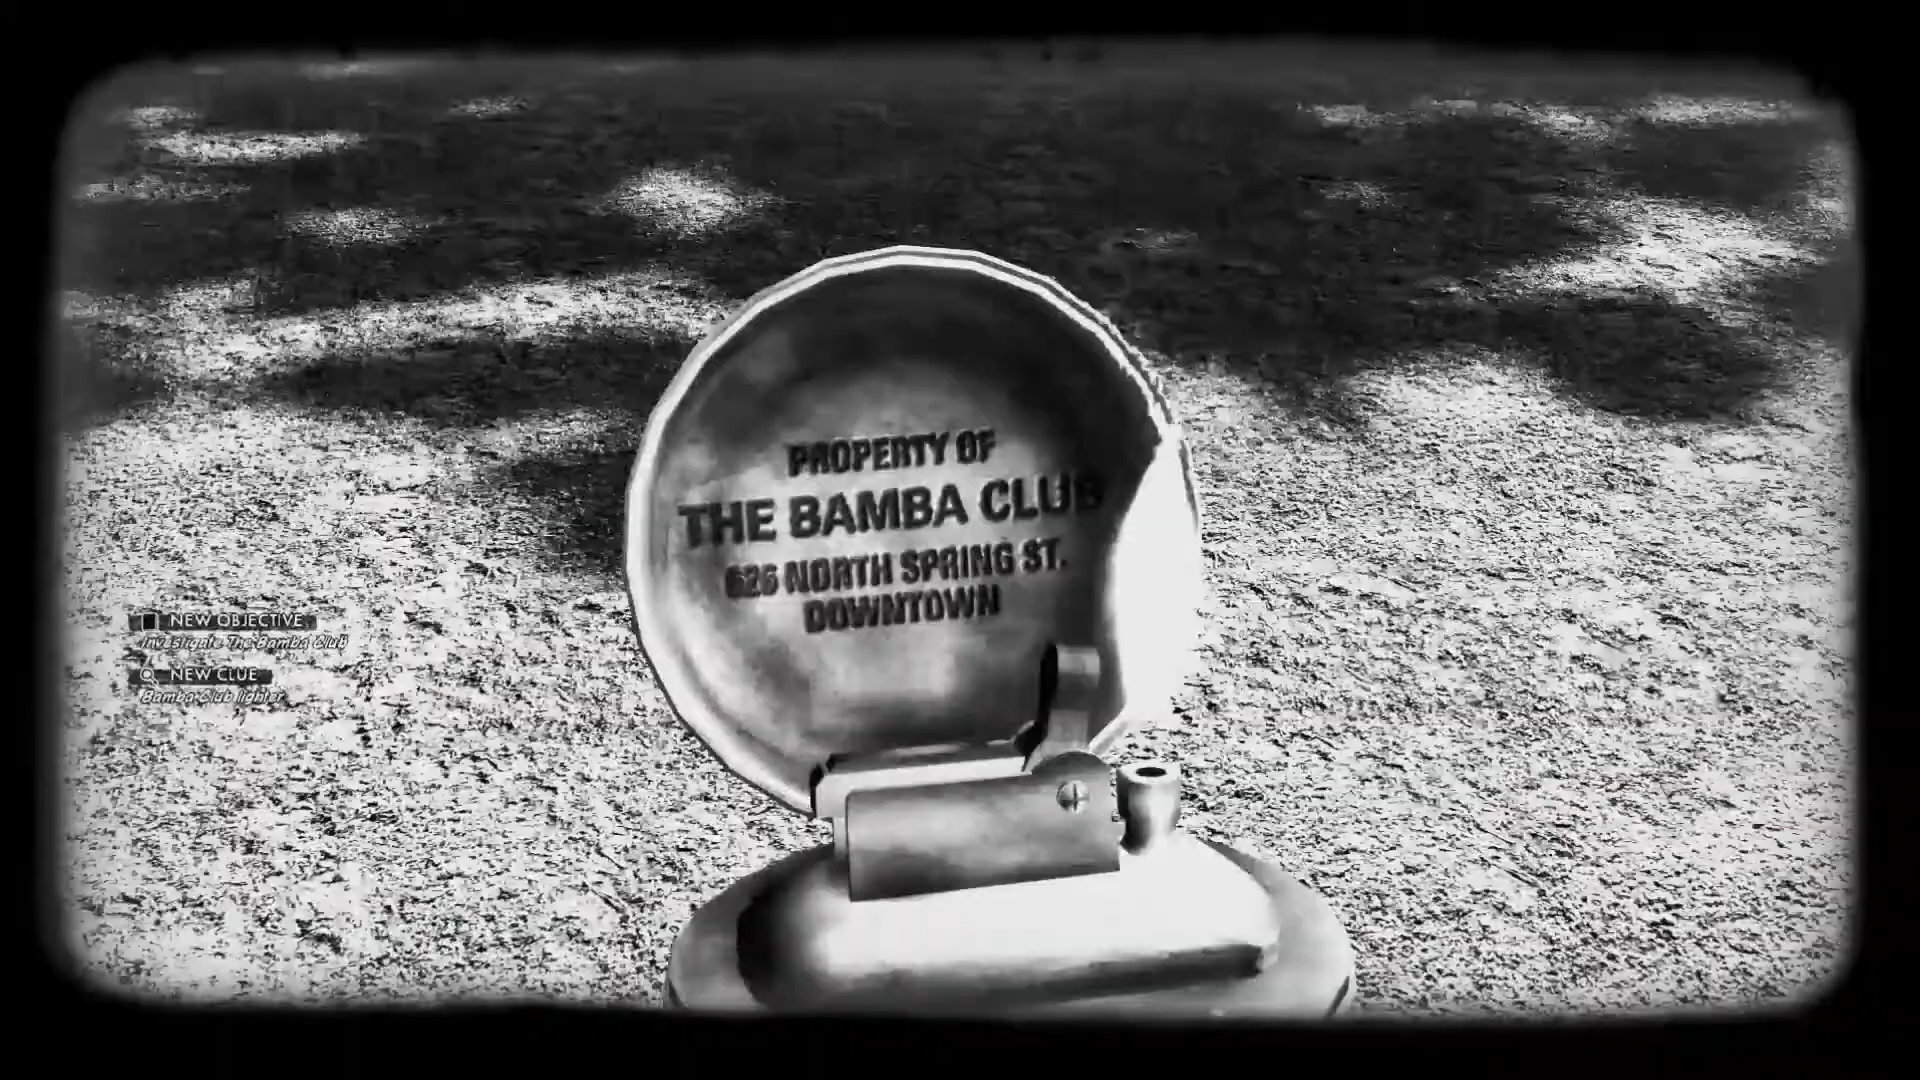 PROPERTY OF
THE BAMBA CLUB
626 NORTH SPRING ST.
DOWNTOWN
NEW OBJECTIVE
Investigate The Bamba Club
NEW CLUE
Bamba Club lighter